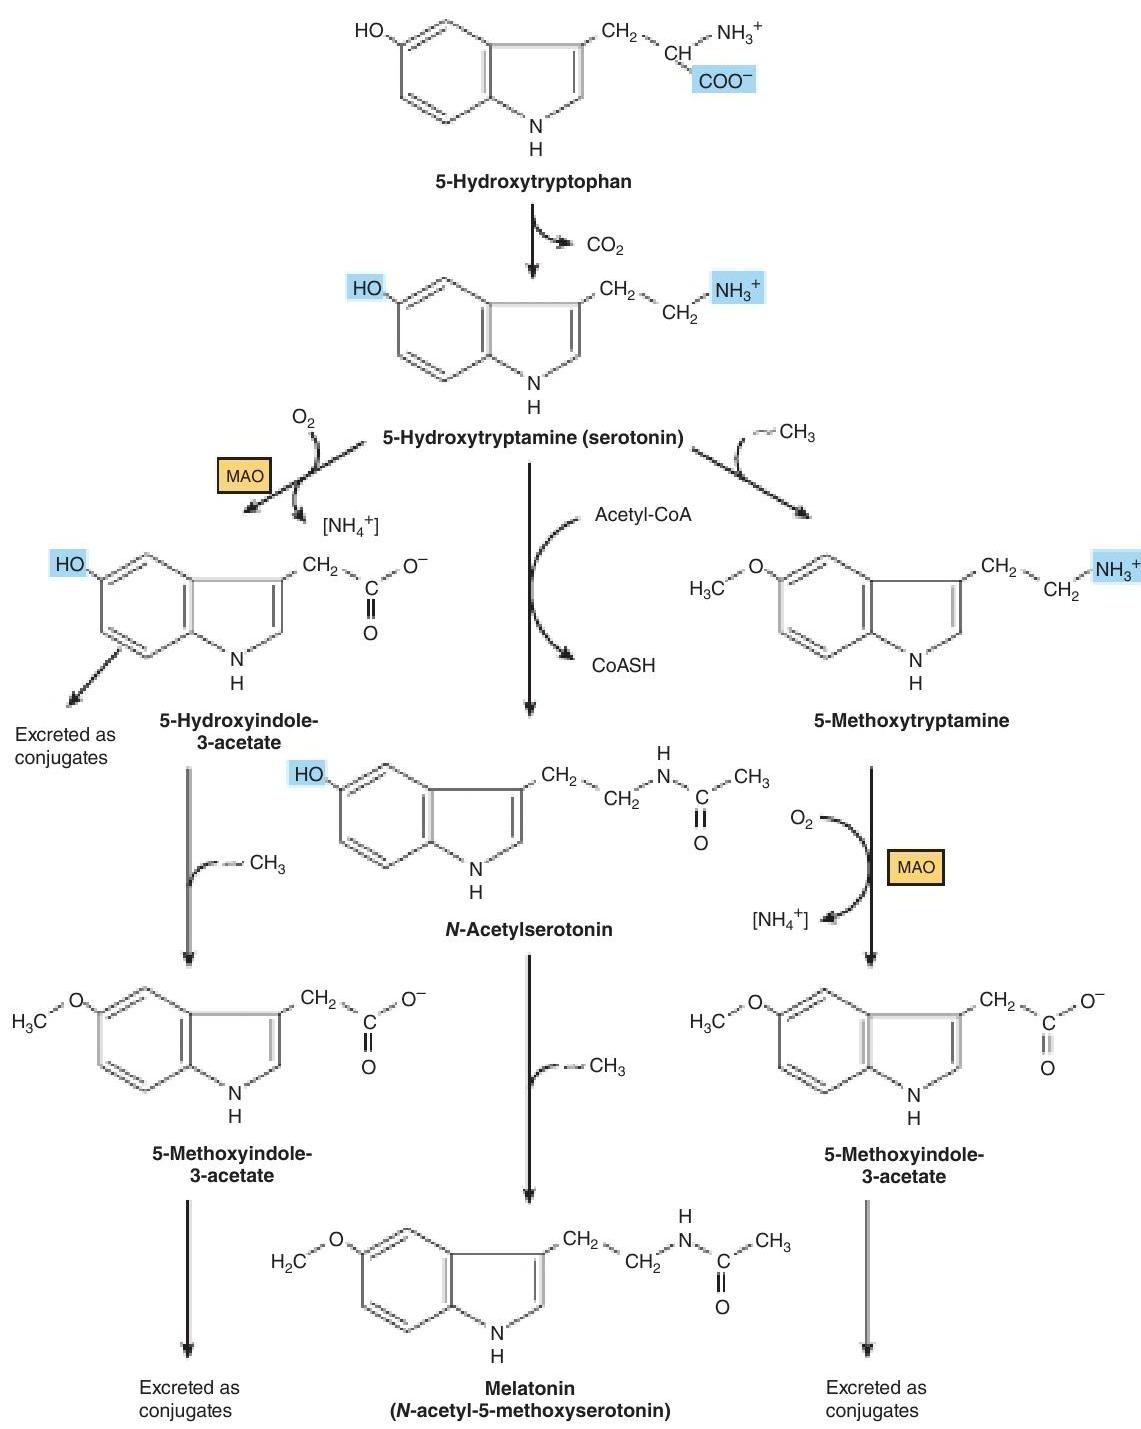 HO
CH₂
NH₃⁺
CH
COO⁻
N
H
5-Hydroxytryptophan
CO₂
HO
CH₂
NH₃⁺
CH₂
N
H
5-Hydroxytryptamine (serotonin)
O₂
MAO
[NH₄⁺]
CH₃
Acetyl-CoA
CoASH
HO
CH₂
O⁻
C
O
N
H
5-Hydroxyindole-
3-acetate
Excreted as
conjugates
H₃C
O
CH₂
CH₂
NH₃⁺
N
H
5-Methoxytryptamine
HO
CH₂
CH₂
H
N
C
CH₃
O
N
H
N-Acetylserotonin
CH₃
O₂
MAO
[NH₄⁺]
H₃C
O
CH₂
O⁻
C
O
N
H
5-Methoxyindole-
3-acetate
CH₃
H₃C
O
CH₂
O⁻
C
O
N
H
5-Methoxyindole-
3-acetate
H₂C
O
CH₂
CH₂
H
N
C
CH₃
O
N
H
Melatonin
(N-acetyl-5-methoxyserotonin)
Excreted as
conjugates
Excreted as
conjugates